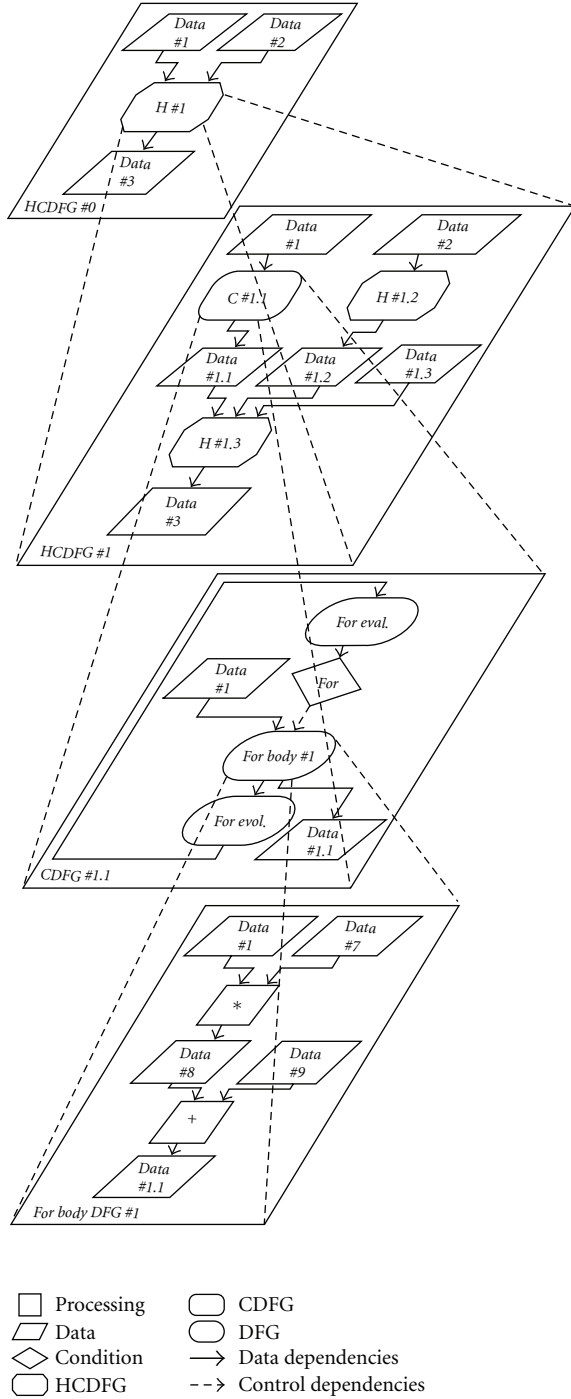 Data
#1
Data
#2
H #1
Data
#3
HCDFG #0
Data
#1
Data
#2
C #1.1
H #1.2
Data
#1.1
Data
#1.2
Data
#1.3
H #1.3
Data
#3
HCDFG #1
For eval.
Data
#1
For
For body #1
For evol.
Data
#1.1
CDFG #1.1
Data
#1
Data
#7
*
Data
#8
Data
#9
+
Data
#1.1
For body DFG #1
Processing
CDFG
Data
DFG
Condition
Data dependencies
HCDFG
Control dependencies